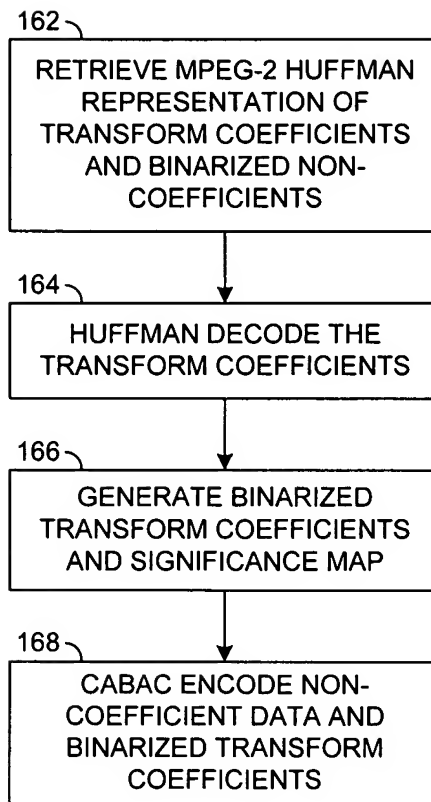 162
RETRIEVE MPEG-2 HUFFMAN
REPRESENTATION OF
TRANSFORM COEFFICIENTS
AND BINARIZED NON-
COEFFICIENTS
164
HUFFMAN DECODE THE
TRANSFORM COEFFICIENTS
166
GENERATE BINARIZED
TRANSFORM COEFFICIENTS
AND SIGNIFICANCE MAP
168
CABAC ENCODE NON-
COEFFICIENT DATA AND
BINARIZED TRANSFORM
COEFFICIENTS